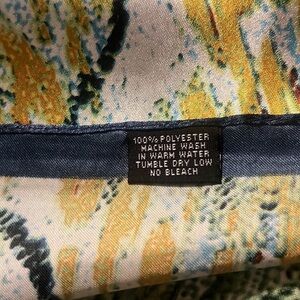 100% POLYESTER
MACHINE WASH
IN WARM WATER
TUMBLE DRY LOW
NO BLEACH